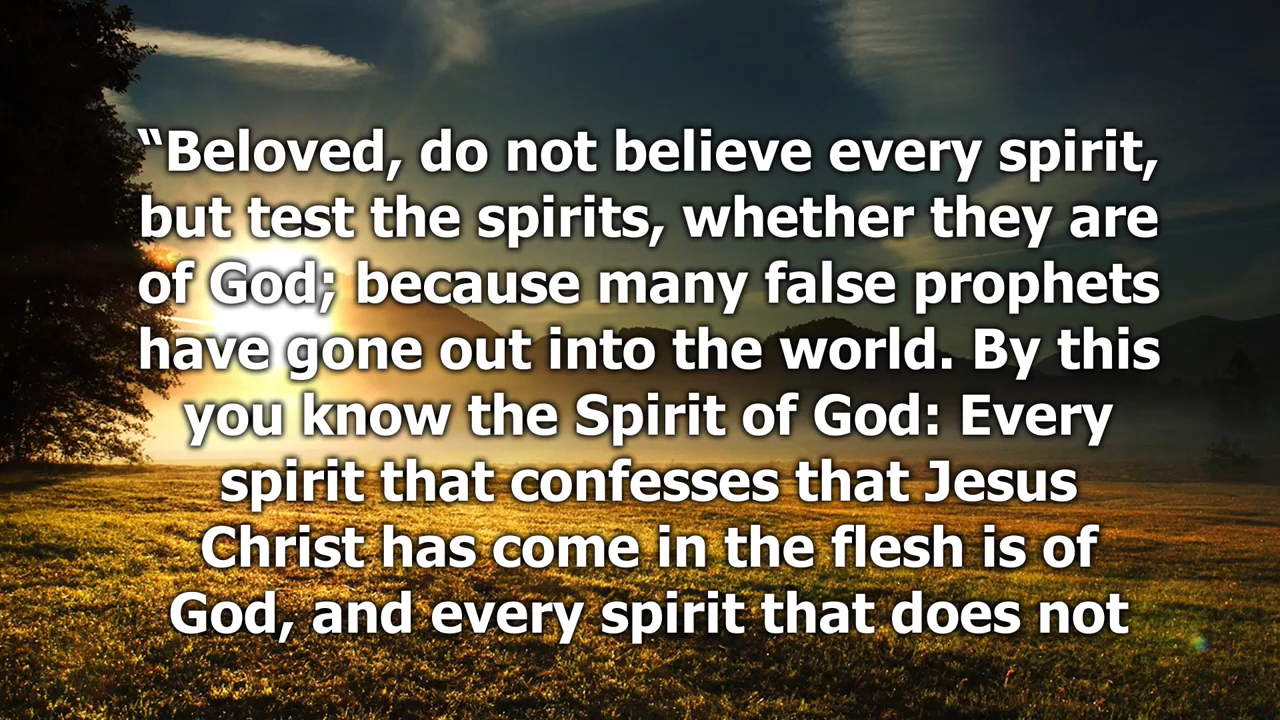 “Beloved, do not believe every spirit,
but test the spirits, whether they are
of God; because many false prophets
have gone out into the world. By this
you know the Spirit of God: Every
spirit that confesses that Jesus
Christ has come in the flesh is of
God, and every spirit that does not